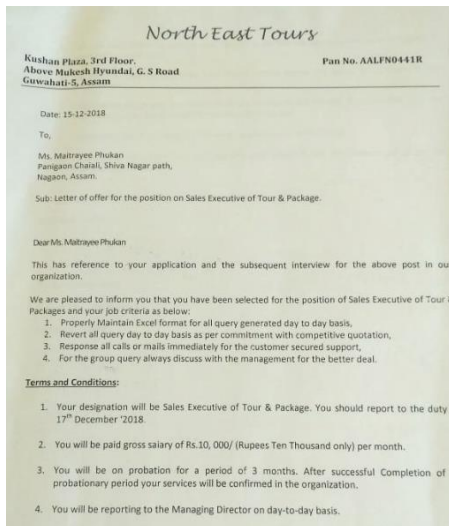 North East Tours
Kushan Plaza, 3rd Floor.
Pan No. AALFN0441R
Above Mukesh Hyundai, G. S Road
Guwahati-5, Assam
Date: 15-12-2018
To,
Ms. Maitrayee Phukan
Panigaon Chaiali, Shiva Nagar path,
Nagaon, Assam.
Sub: Letter of offer for the position on Sales Executive of Tour & Package.
Dear Ms. Maitrayee Phukan
This has reference to your application and the subsequent interview for the above post in ou
organization.
We are pleased to inform you that you have been selected for the position of Sales Executive of Tour
Packages and your job criteria as below:
1. Properly Maintain Excel format for all query generated day to day basis,
2. Revert all query day to day basis as per commitment with competitive quotation,
3. Response all calls or mails immediately for the customer secured support,
4. For the group query always discuss with the management for the better deal.
Terms and Conditions:
1. Your designation will be Sales Executive of Tour & Package. You should report to the duty
17th December '2018.
2. You will be paid gross salary of Rs.10, 000/ (Rupees Ten Thousand only) per month.
3. You will be on probation for a period of 3 months. After successful Completion of
probationary period your services will be confirmed in the organization.
4. You will be reporting to the Managing Director on day-to-day basis.